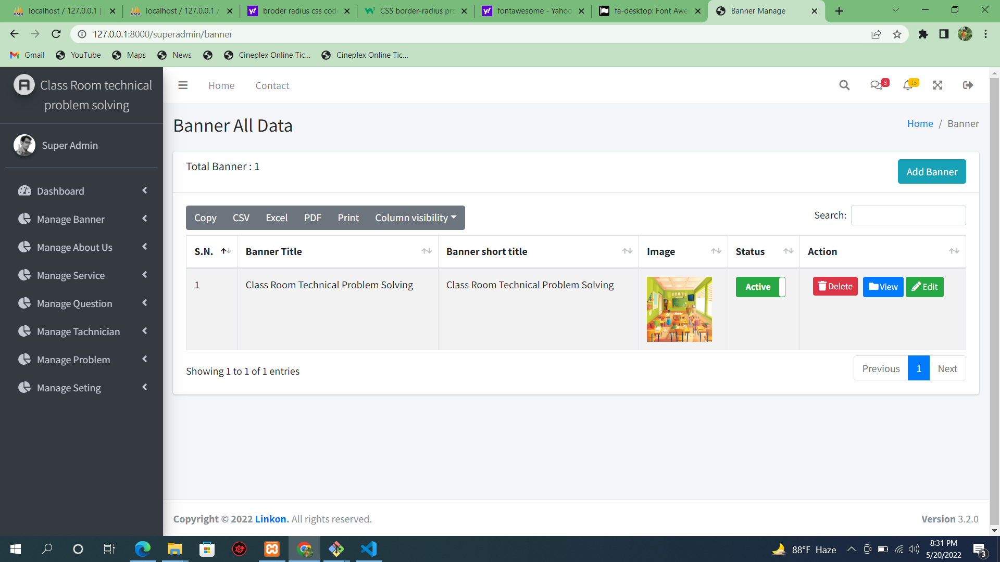 localhost / 127.0.0.1 |
localhost / 127.0.0.1 /
broder radius css cod
CSS border-radius pro
fontawesome - Yahoo
fa-desktop: Font Awe
Banner Manage
127.0.0.1:8000/superadmin/banner
Gmail
YouTube
Maps
News
Cineplex Online Tic...
Cineplex Online Tic...
Class Room technical
problem solving
Home
Contact
3
15
Banner All Data
Home / Banner
Super Admin
Total Banner : 1
Add Banner
Dashboard
Manage Banner
Manage About Us
Manage Service
Manage Question
Manage Tachnician
Manage Problem
Manage Seting
Copy CSV Excel PDF Print Column visibility
Search:
S.N. Banner Title Banner short title Image Status Action
1 Class Room Technical Problem Solving Class Room Technical Problem Solving Active Delete View Edit
Showing 1 to 1 of 1 entries
Previous 1 Next
Copyright © 2022 Linkon. All rights reserved.
Version 3.2.0
88°F Haze
8:31 PM
5/20/2022
3